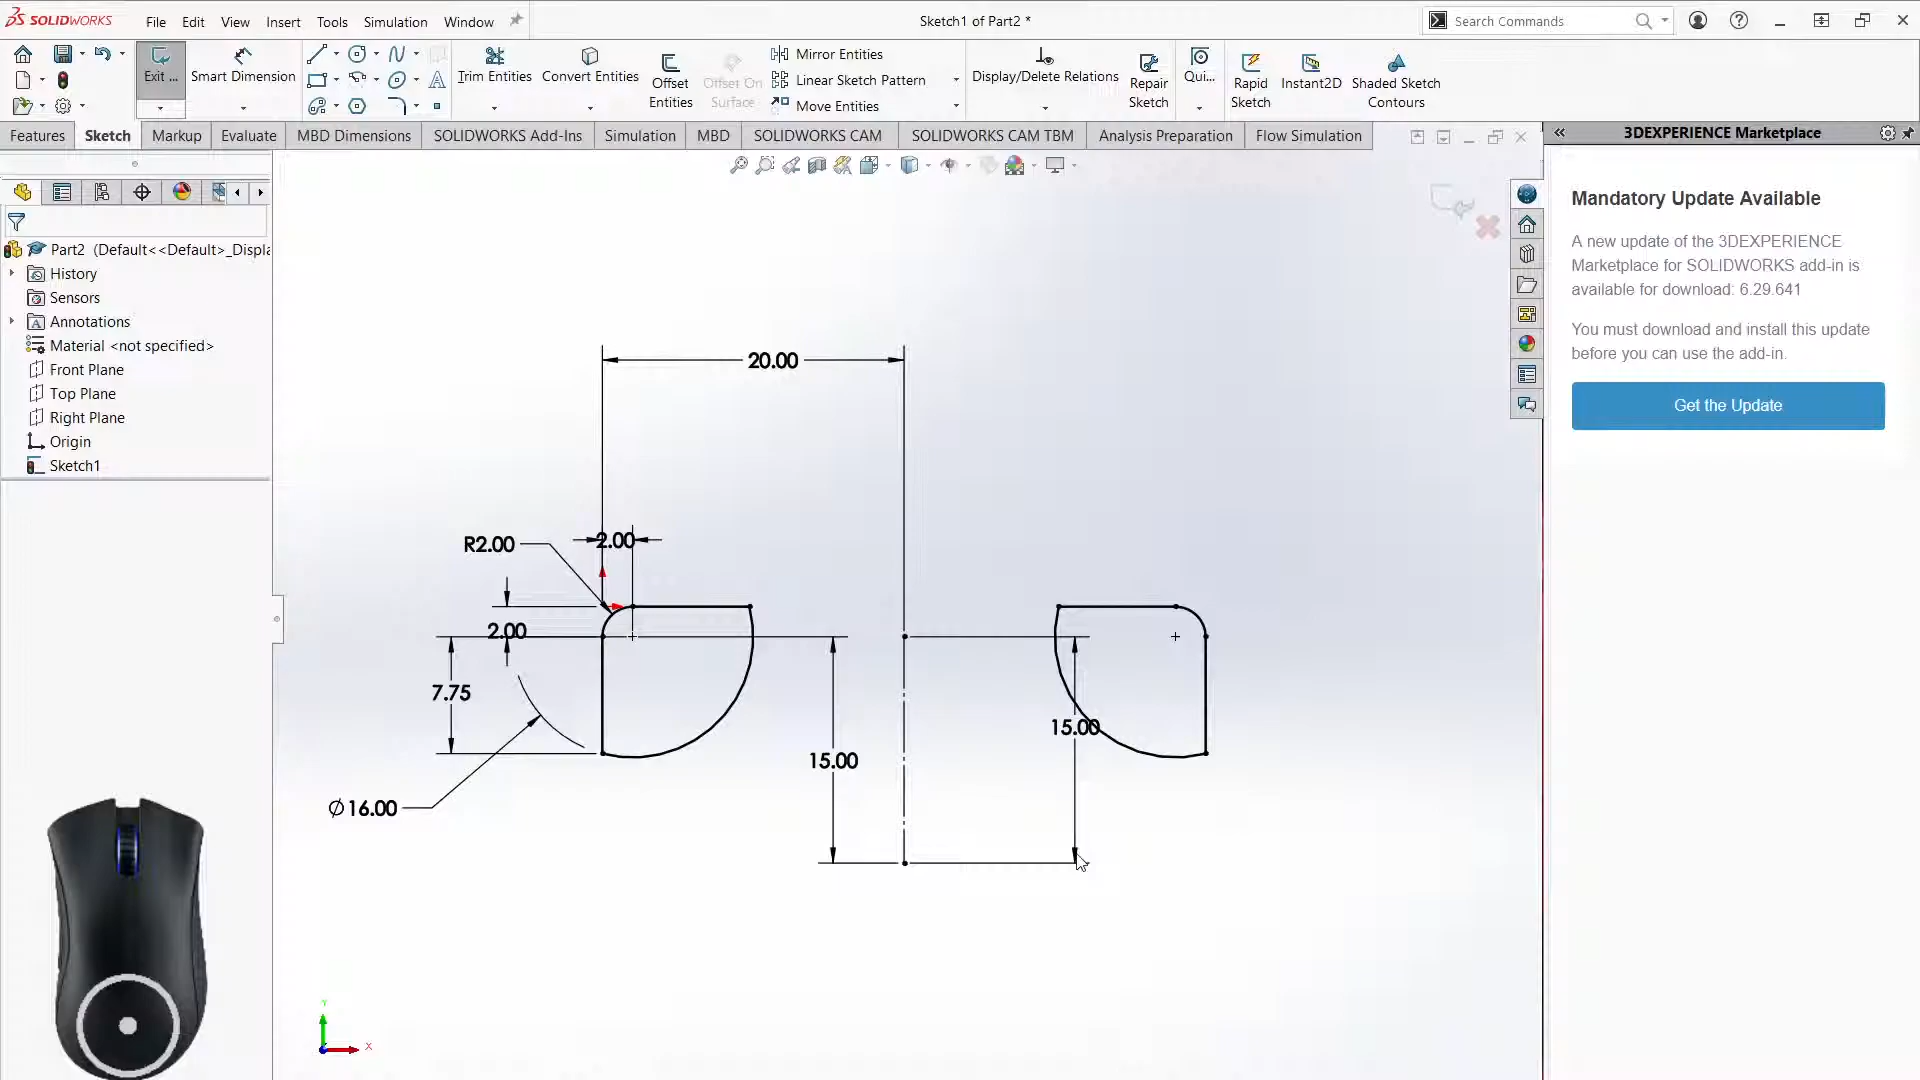 SOLIDWORKS File Edit View Insert Tools Simulation Window Sketch1 of Part2 * Search Commands
Exit ... Smart Dimension Trim Entities Convert Entities Offset Entities Offset On Surface Mirror Entities Linear Sketch Pattern Move Entities Display/Delete Relations Repair Sketch Qui... Rapid Sketch Instant2D Shaded Sketch Contours
Features Sketch Markup Evaluate MBD Dimensions SOLIDWORKS Add-Ins Simulation MBD SOLIDWORKS CAM SOLIDWORKS CAM TBM Analysis Preparation Flow Simulation
3DEXPERIENCE Marketplace
Part2 (Default<<Default>_Displa
History
Sensors
Annotations
Material <not specified>
Front Plane
Top Plane
Right Plane
Origin
Sketch1
20.00
R2.00
2.00
2.00
7.75
15.00
15.00
Ø16.00
Y
X
Mandatory Update Available
A new update of the 3DEXPERIENCE
Marketplace for SOLIDWORKS add-in is
available for download: 6.29.641
You must download and install this update
before you can use the add-in.
Get the Update